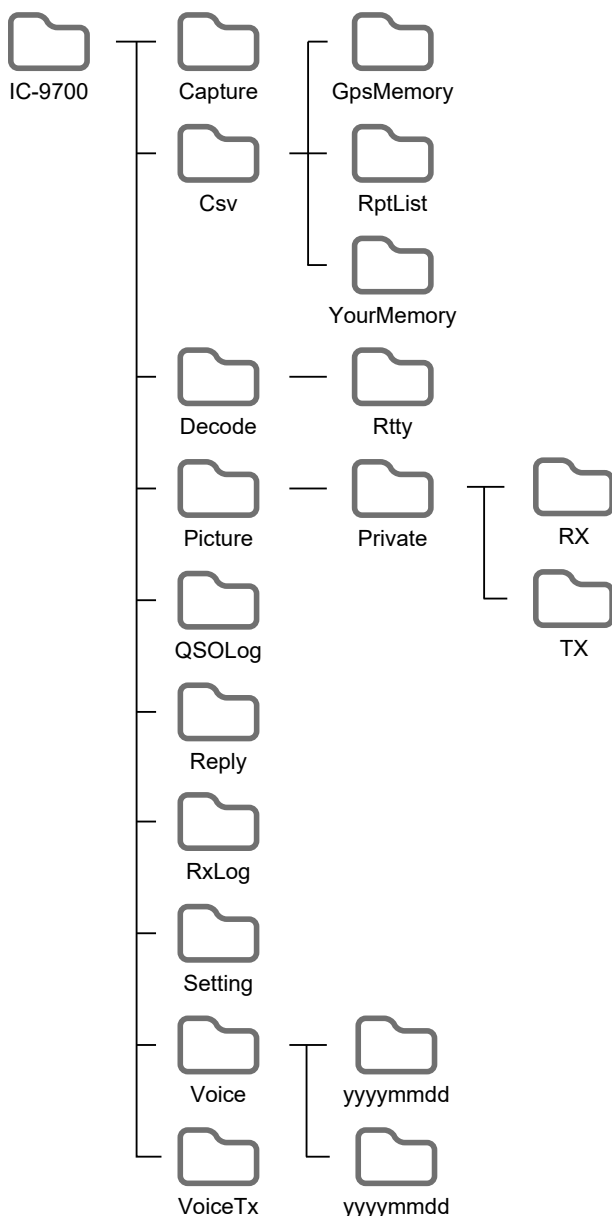 IC-9700
Capture
GpsMemory
Csv
RptList
YourMemory
Decode
Rtty
Picture
Private
RX
TX
QSOLog
Reply
RxLog
Setting
Voice
yyyymmdd
VoiceTx
yyyymmdd